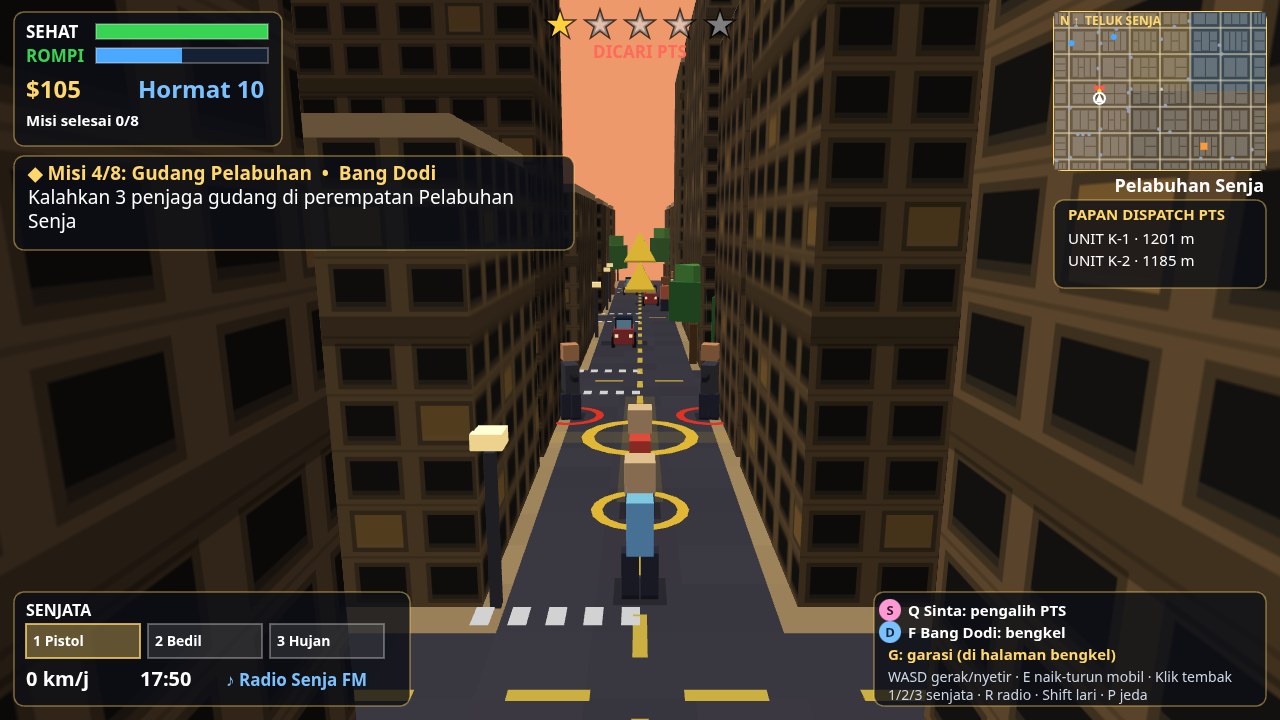 SEHAT
ROMPI
$105 Hormat 10
Misi selesai 0/8
◆ Misi 4/8: Gudang Pelabuhan • Bang Dodi
Kalahkan 3 penjaga gudang di perempatan Pelabuhan
Senja
DICARI PTS
N ↑ TELUK SENJA
Pelabuhan Senja
PAPAN DISPATCH PTS
UNIT K-1 · 1201 m
UNIT K-2 · 1185 m
SENJATA
1 Pistol 2 Bedil 3 Hujan
0 km/j 17:50 ♪ Radio Senja FM
S Q Sinta: pengalih PTS
D F Bang Dodi: bengkel
G: garasi (di halaman bengkel)
WASD gerak/nyetir · E naik-turun mobil · Klik tembak
1/2/3 senjata · R radio · Shift lari · P jeda